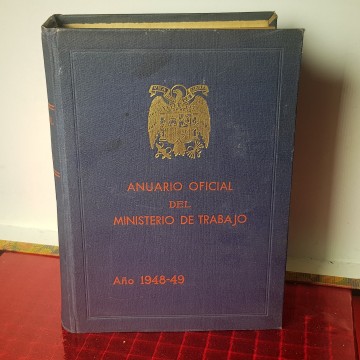 ANUARIO OFICIAL
DEL
MINISTERIO DE TRABAJO
Año 1948-49